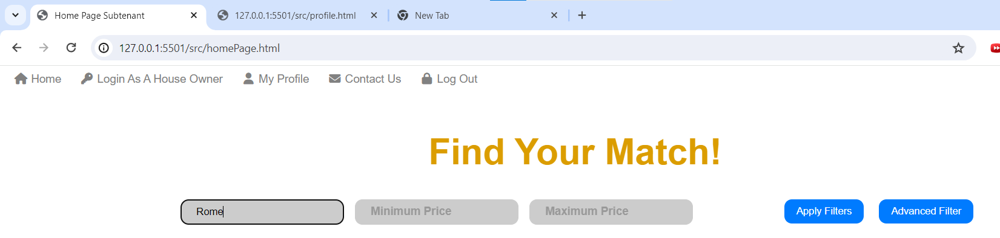 Home Page Subtenant
127.0.0.1:5501/src/profile.html
New Tab
127.0.0.1:5501/src/homePage.html
Home
Login As A House Owner
My Profile
Contact Us
Log Out
Find Your Match!
Rome
Minimum Price
Maximum Price
Apply Filters
Advanced Filter